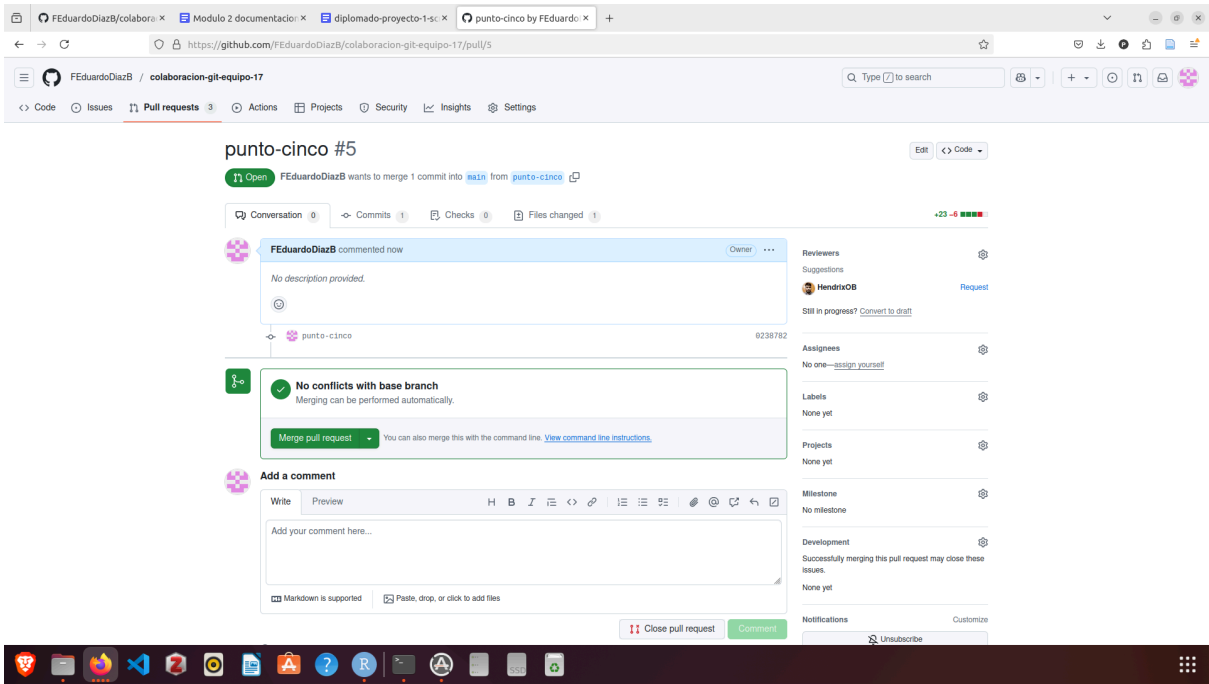 FEduardoDiazB/colabora
Modulo 2 documentacion
diplomado-proyecto-1-sc
punto-cinco by FEduardo
https://github.com/FEduardoDiazB/colaboracion-git-equipo-17/pull/5
FEduardoDiazB / colaboracion-git-equipo-17
Type / to search
Code Issues Pull requests 3 Actions Projects Security Insights Settings
punto-cinco #5
Edit Code
Open FEduardoDiazB wants to merge 1 commit into main from punto-cinco
Conversation 0 Commits 1 Checks 0 Files changed 1 +23 −6
FEduardoDiazB commented now Owner
No description provided.
punto-cinco 0238782
No conflicts with base branch
Merging can be performed automatically.
Merge pull request You can also merge this with the command line. View command line instructions.
Add a comment
Write Preview H B I
Add your comment here...
Markdown is supported Paste, drop, or click to add files
Close pull request Comment
Reviewers
Suggestions
HendrixOB Request
Still in progress? Convert to draft
Assignees
No one—assign yourself
Labels
None yet
Projects
None yet
Milestone
No milestone
Development
Successfully merging this pull request may close these
issues.
None yet
Notifications Customize
Unsubscribe
SSD